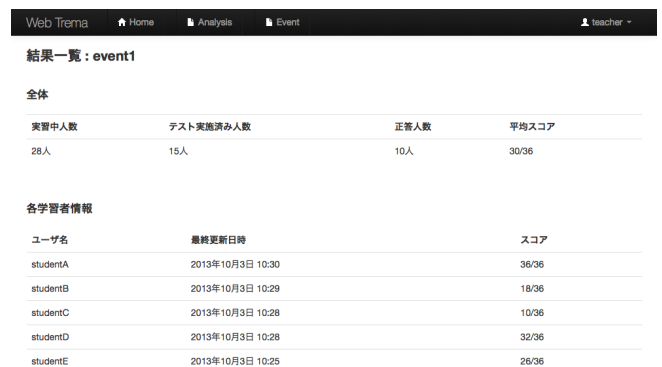 Web Trema Home Analysis Event teacher
結果一覧 : event1
全体
実習中人数 テスト実施済み人数 正答人数 平均スコア
28人 15人 10人 30/36
各学習者情報
ユーザ名 最終更新日時 スコア
studentA 2013年10月3日 10:30 36/36
studentB 2013年10月3日 10:29 18/36
studentC 2013年10月3日 10:28 10/36
studentD 2013年10月3日 10:28 32/36
studentE 2013年10月3日 10:25 26/36